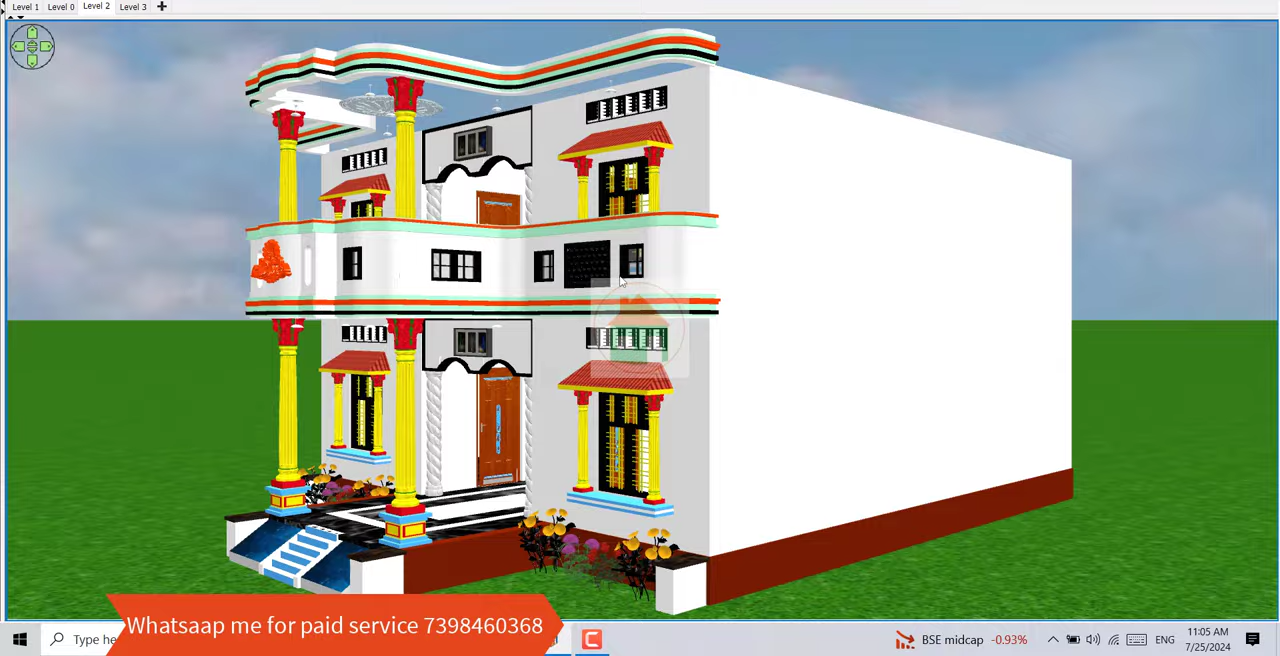 Level 1 Level 0 Level 2 Level 3
Whatsaap me for paid service 7398460368
Type he
BSE midcap -0.93%
ENG
11:05 AM
7/25/2024